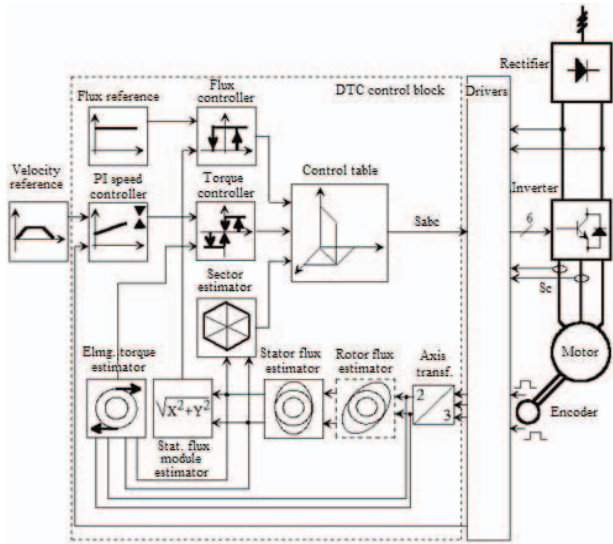 Rectifier
Flux
controller
DTC control block
Drivers
Flux reference
Velocity
reference
PI speed
controller
Torque
controller
Control table
Inverter
Sabc
6
Sector
estimator
Sc
Elmg. torque
estimator
Stator flux
estimator
Rotor flux
estimator
Axis
transf.
Motor
√X²+Y²
2
3
Encoder
Stat. flux
module
estimator